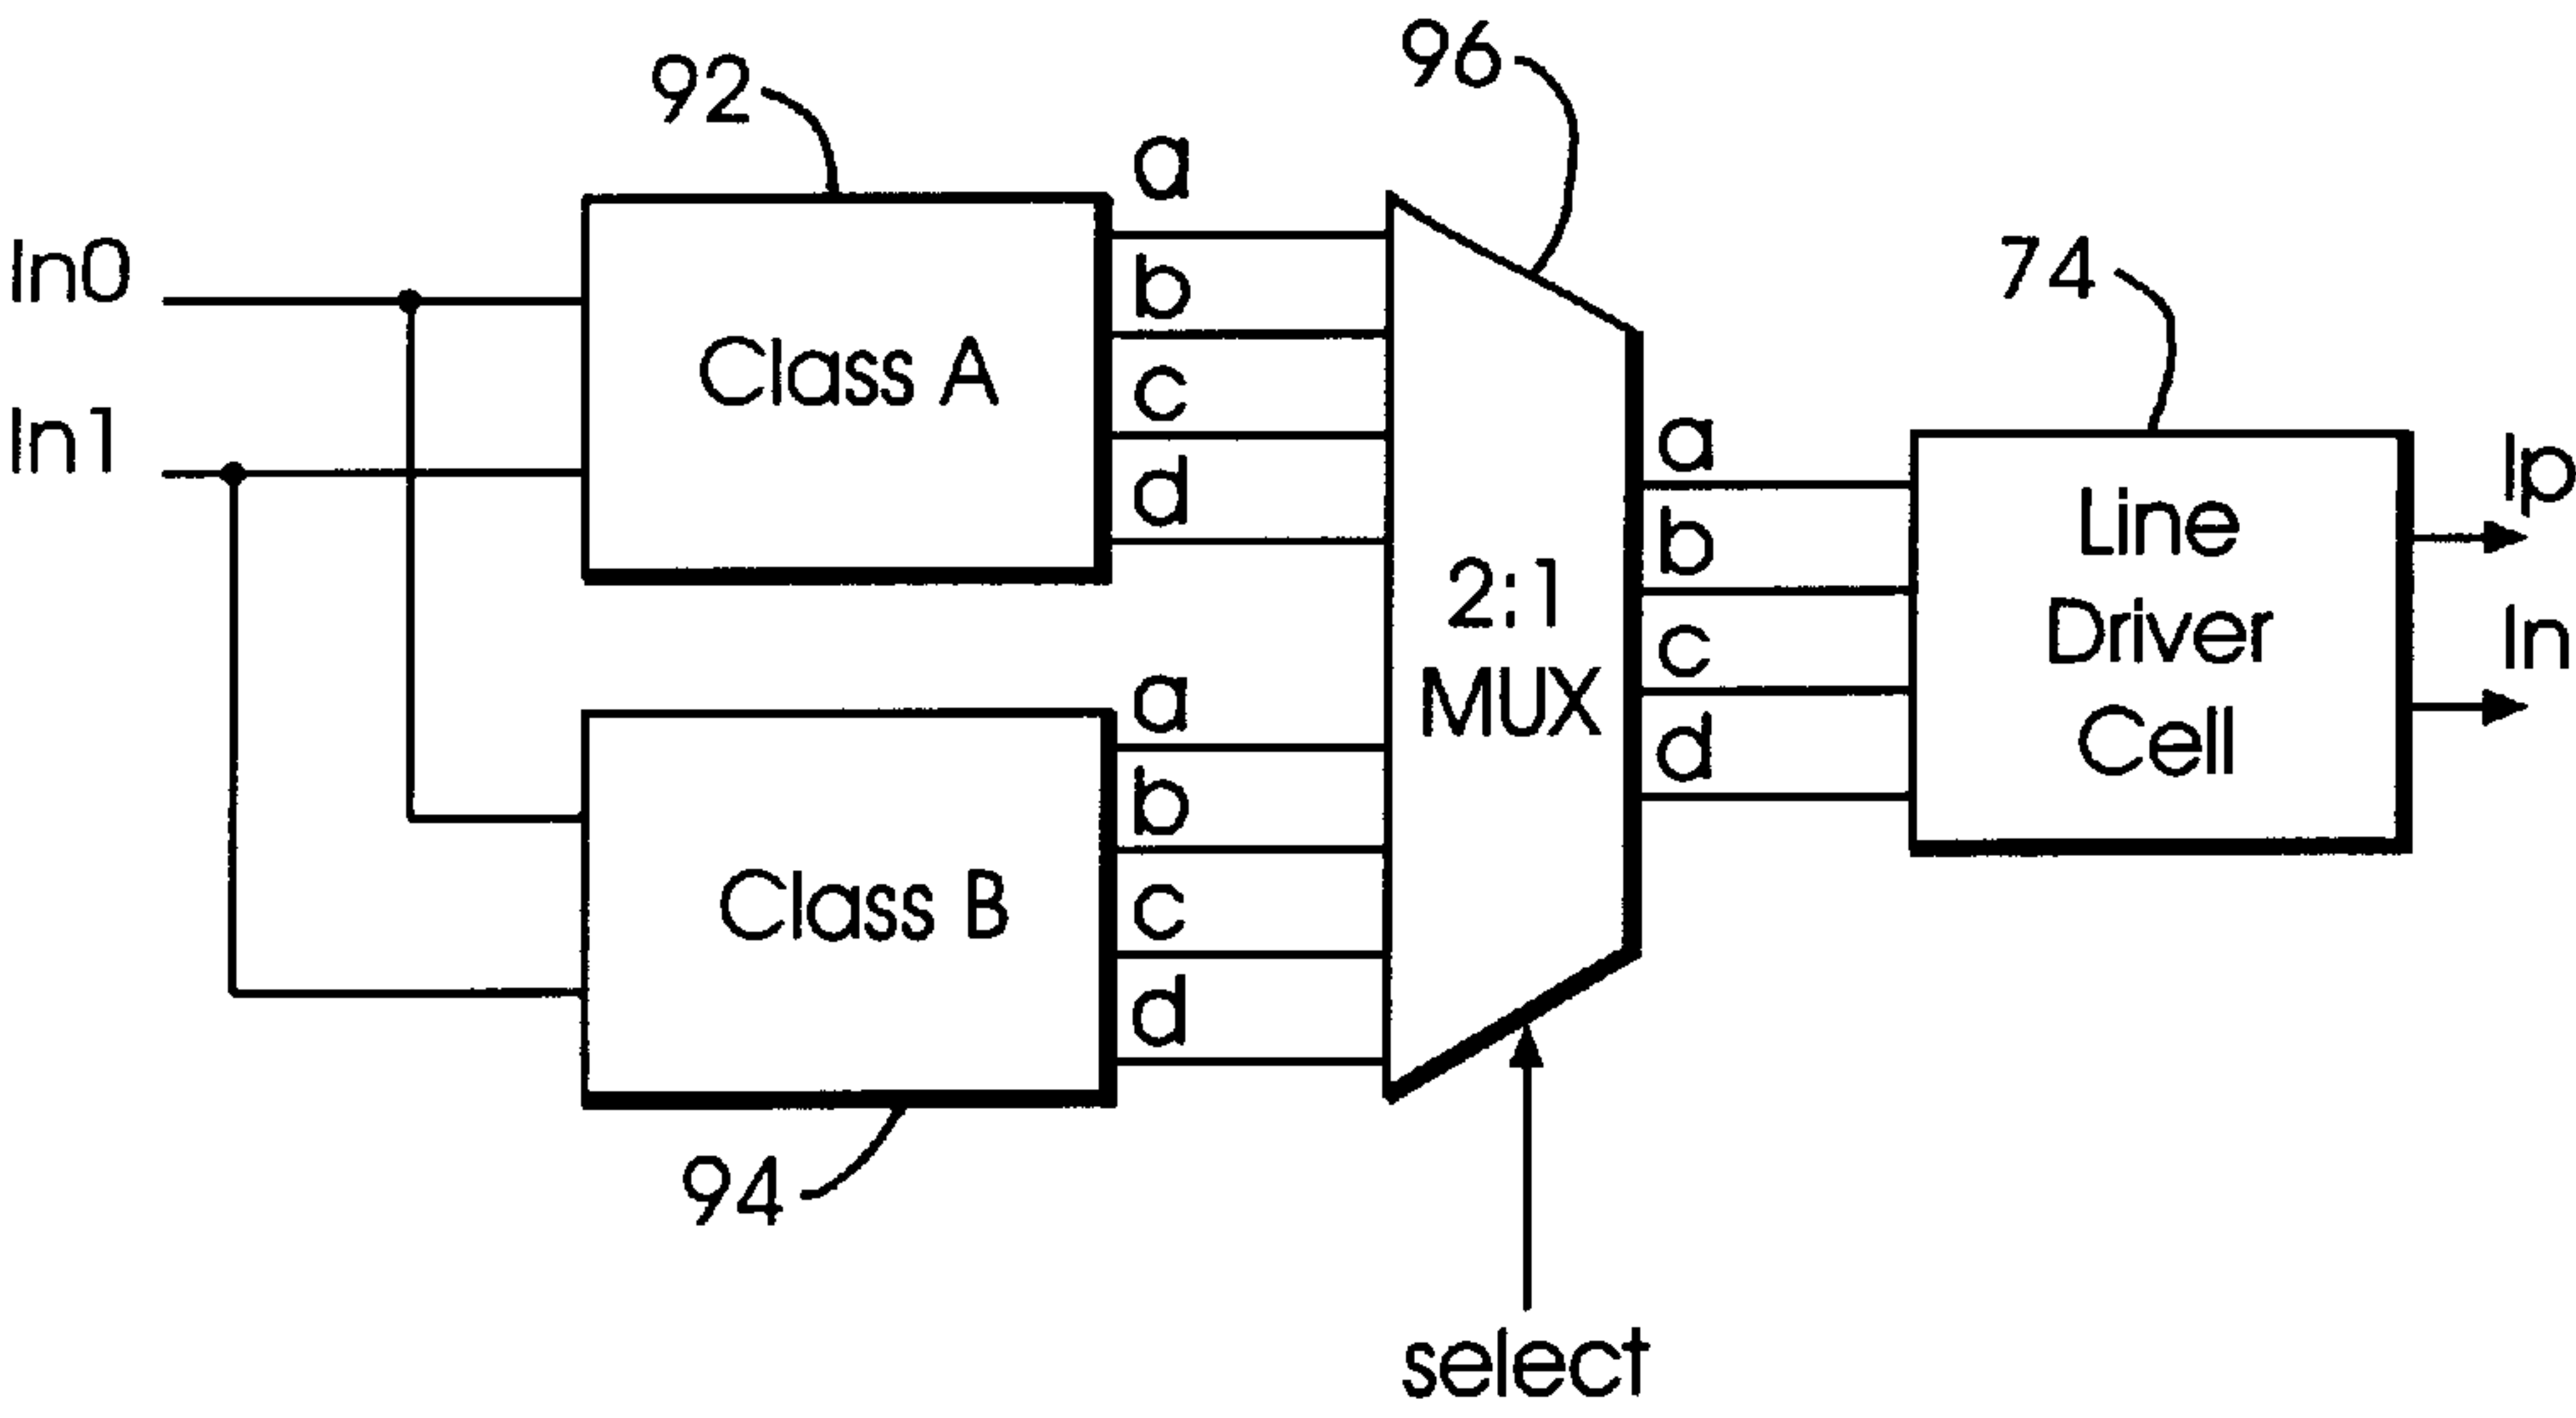 92
96
a
In0
b
74
Class A
c
In1
d
a
Ip
Line
b
2:1
Driver
In
c
MUX
a
d
Cell
b
Class B
c
d
94
select